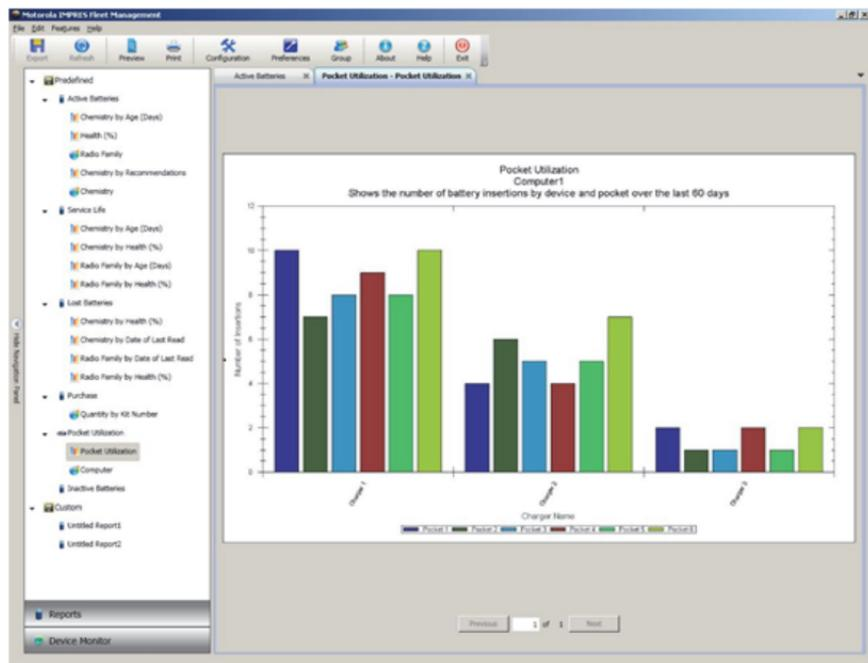 Motorola IMPRES Fleet Management
File Edit Features Help
Export Refresh Preview Print Configuration Preferences Group About Help Exit
Active Batteries Pocket Utilization - Pocket Utilization
Predefined
Active Batteries
Chemistry by Age (Days)
Health (%)
Radio Family
Chemistry by Recommendations
Chemistry
Service Life
Chemistry by Age (Days)
Chemistry by Health (%)
Radio Family by Age (Days)
Radio Family by Health (%)
Lost Batteries
Chemistry by Health (%)
Chemistry by Date of Last Read
Radio Family by Date of Last Read
Radio Family by Health (%)
Purchase
Quantity by Kit Number
Pocket Utilization
Pocket Utilization
Computer
Inactive Batteries
Custom
Untitled Report1
Untitled Report2
Reports
Device Monitor
Hide Navigation Panel
Pocket Utilization
Computer1
Shows the number of battery insertions by device and pocket over the last 60 days
Number of Insertions
12
10
8
6
4
2
0
Charger 1 Charger 2 Charger 3
Charger Name
Pocket 1 Pocket 2 Pocket 3 Pocket 4 Pocket 5 Pocket 6
Previous 1 of 1 Next